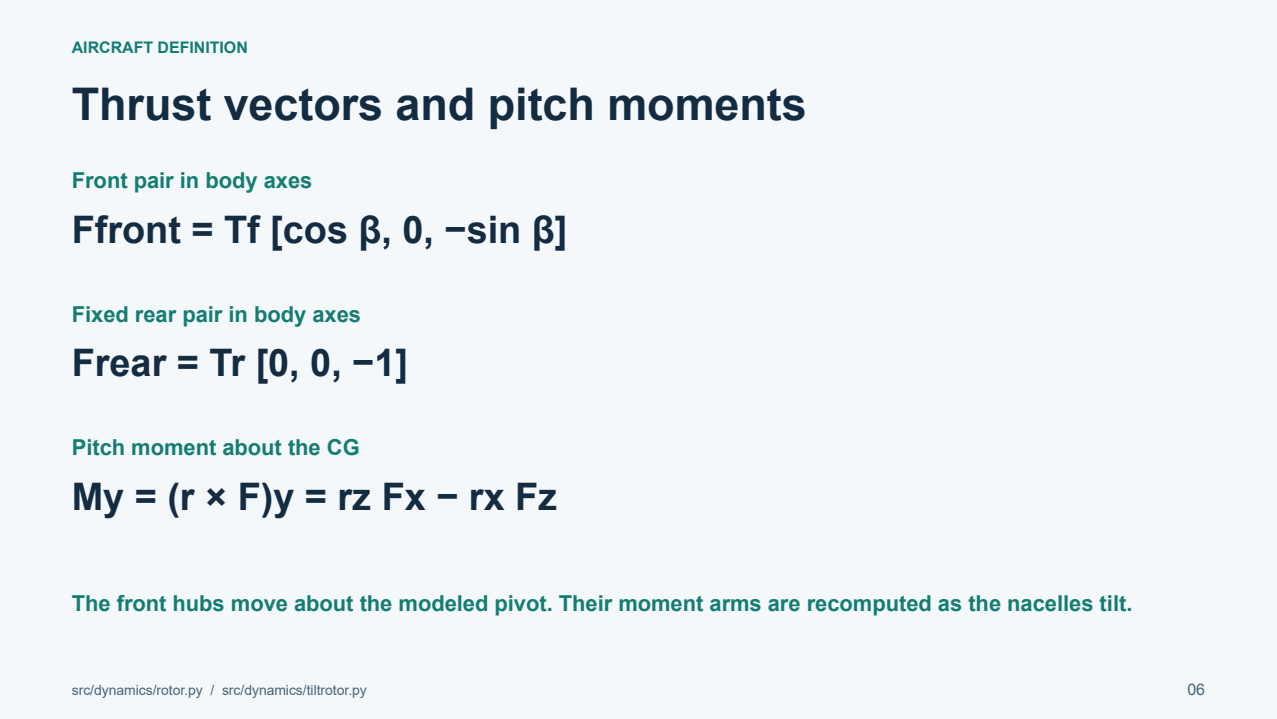 AIRCRAFT DEFINITION
Thrust vectors and pitch moments
Front pair in body axes
Ffront = Tf [cos β, 0, −sin β]
Fixed rear pair in body axes
Frear = Tr [0, 0, −1]
Pitch moment about the CG
My = (r × F)y = rz Fx − rx Fz
The front hubs move about the modeled pivot. Their moment arms are recomputed as the nacelles tilt.
src/dynamics/rotor.py / src/dynamics/tiltrotor.py
06